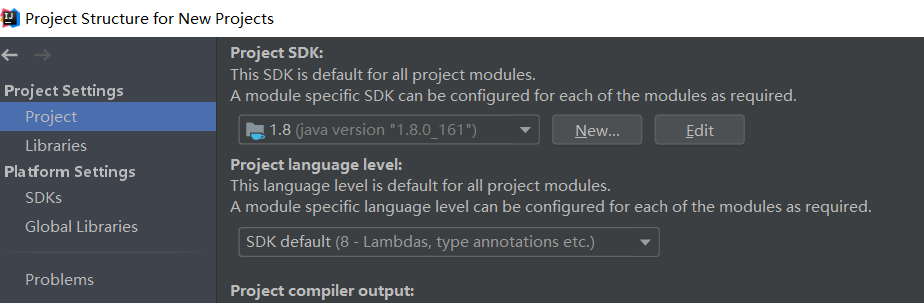 Project Structure for New Projects
Project Settings
Project
Libraries
Platform Settings
SDKs
Global Libraries
Problems
Project SDK:
This SDK is default for all project modules.
A module specific SDK can be configured for each of the modules as required.
1.8 (java version "1.8.0_161") New... Edit
Project language level:
This language level is default for all project modules.
A module specific language level can be configured for each of the modules as required.
SDK default (8 - Lambdas, type annotations etc.)
Project compiler output: